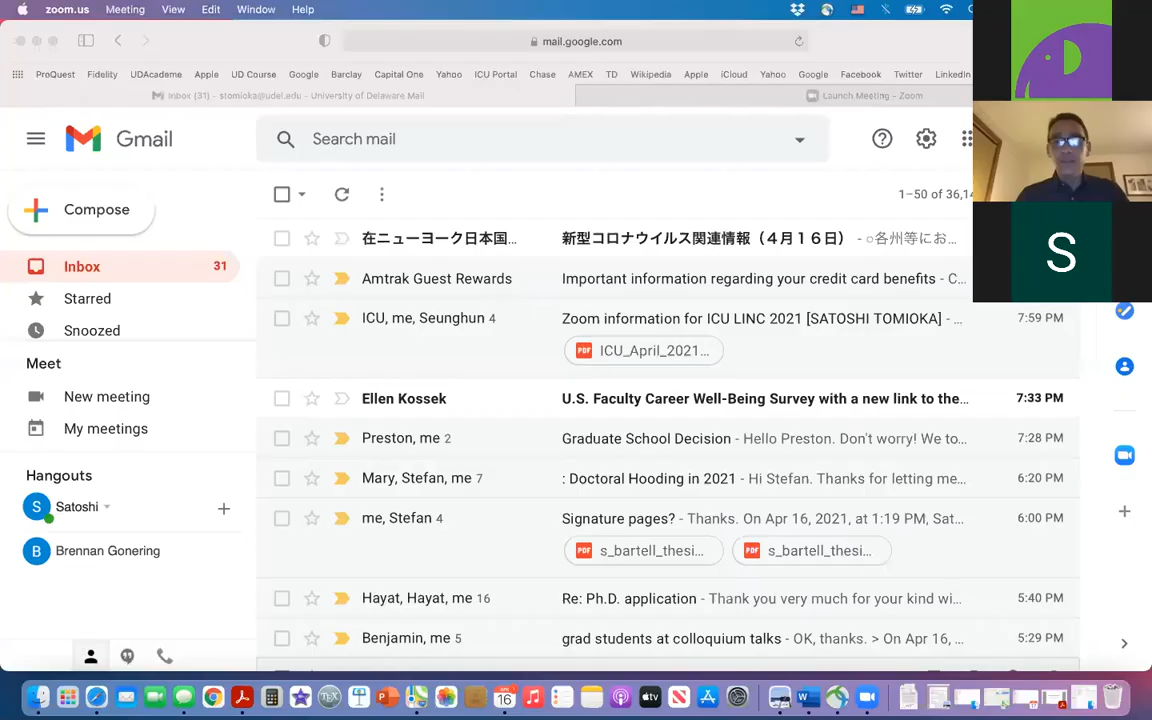 zoom.us Meeting View Edit Window Help
mail.google.com
ProQuest Fidelity UDAcademe Apple UD Course Google Barclay Capital One Yahoo ICU Portal Chase AMEX TD Wikipedia Apple iCloud Yahoo Google Facebook Twitter LinkedIn
Inbox (31) - stomioka@udel.edu - University of Delaware Mail
Launch Meeting - Zoom
Gmail
Search mail
Compose
1–50 of 36,14
Inbox 31
Starred
Snoozed
Meet
New meeting
My meetings
Hangouts
S Satoshi
B Brennan Gonering
在ニューヨーク日本国... 新型コロナウイルス関連情報（4月16日） - ○各州等にお...
Amtrak Guest Rewards Important information regarding your credit card benefits - C...
ICU, me, Seunghun 4 Zoom information for ICU LINC 2021 [SATOSHI TOMIOKA] - ... 7:59 PM
PDF ICU_April_2021...
Ellen Kossek U.S. Faculty Career Well-Being Survey with a new link to the... 7:33 PM
Preston, me 2 Graduate School Decision - Hello Preston. Don't worry! We to... 7:28 PM
Mary, Stefan, me 7 : Doctoral Hooding in 2021 - Hi Stefan. Thanks for letting me... 6:20 PM
me, Stefan 4 Signature pages? - Thanks. On Apr 16, 2021, at 1:19 PM, Sat... 6:00 PM
PDF s_bartell_thesi... PDF s_bartell_thesi...
Hayat, Hayat, me 16 Re: Ph.D. application - Thank you very much for your kind wi... 5:40 PM
Benjamin, me 5 grad students at colloquium talks - OK, thanks. > On Apr 16, ... 5:29 PM
S
16